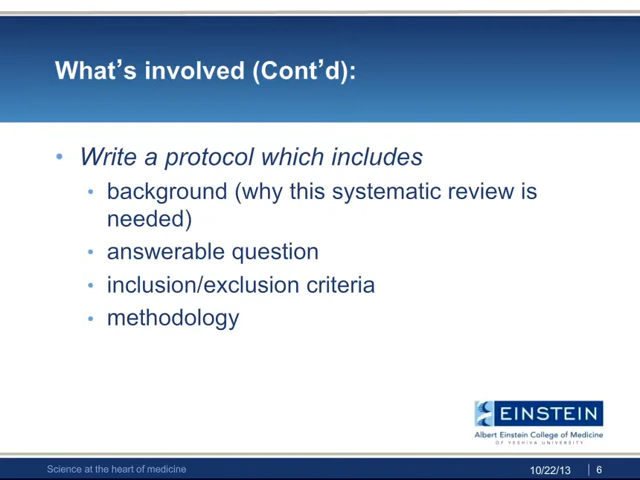 What’s involved (Cont’d):
• Write a protocol which includes
• background (why this systematic review is
needed)
• answerable question
• inclusion/exclusion criteria
• methodology
EINSTEIN
Albert Einstein College of Medicine
OF YESHIVA UNIVERSITY
Science at the heart of medicine
10/22/13 | 6